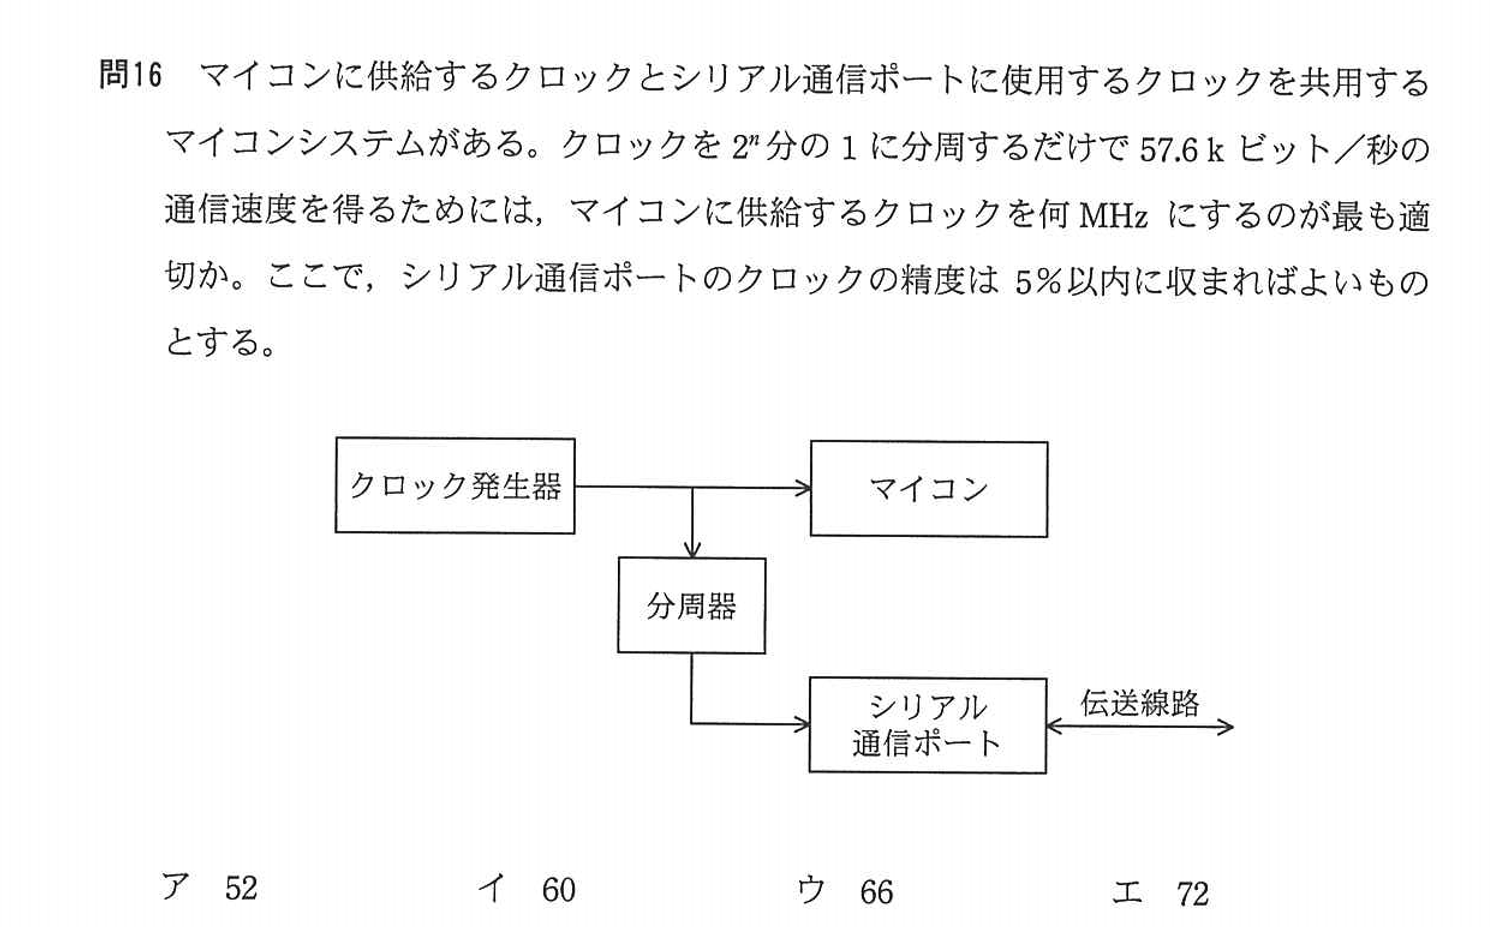 問16 マイコンに供給するクロックとシリアル通信ポートに使用するクロックを共用する
マイコンシステムがある。クロックを 2ⁿ分の 1 に分周するだけで 57.6 k ビット／秒の
通信速度を得るためには，マイコンに供給するクロックを何 MHz にするのが最も適
切か。ここで，シリアル通信ポートのクロックの精度は 5％以内に収まればよいもの
とする。
クロック発生器
マイコン
分周器
シリアル
通信ポート
伝送線路
ア 52 イ 60 ウ 66 エ 72